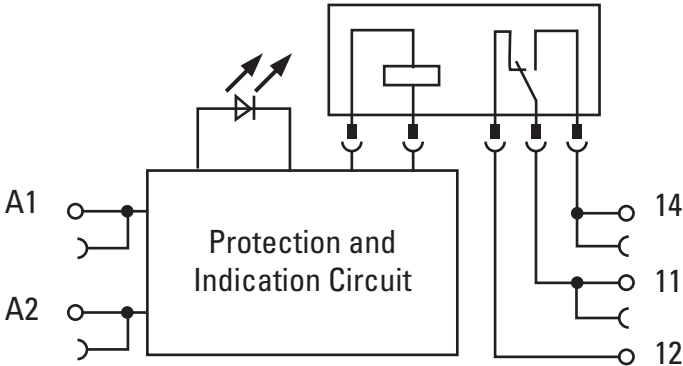 A1
A2
Protection and
Indication Circuit
14
11
12